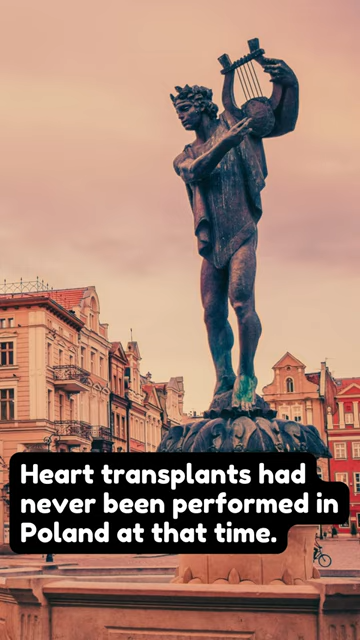 Heart transplants had
never been performed in
Poland at that time.